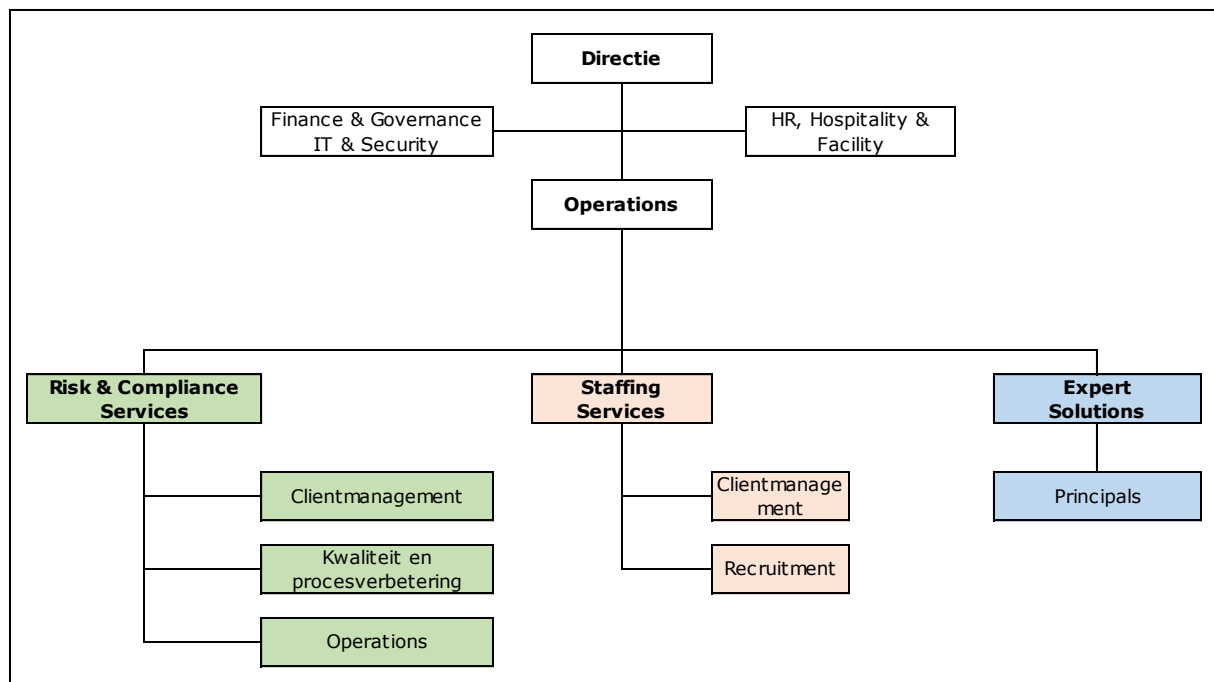 Directie
Finance & Governance
IT & Security
HR, Hospitality &
Facility
Operations
Risk & Compliance
Services
Staffing
Services
Expert
Solutions
Clientmanagement
Clientmanage
ment
Principals
Kwaliteit en
procesverbetering
Recruitment
Operations